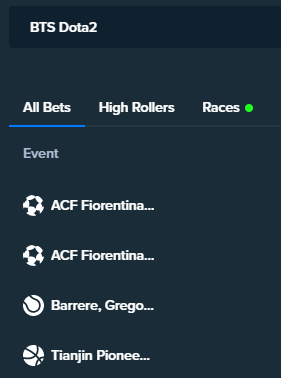 BTS Dota2
All Bets High Rollers Races
Event
ACF Fiorentina...
ACF Fiorentina...
Barrere, Grego...
Tianjin Pionee...